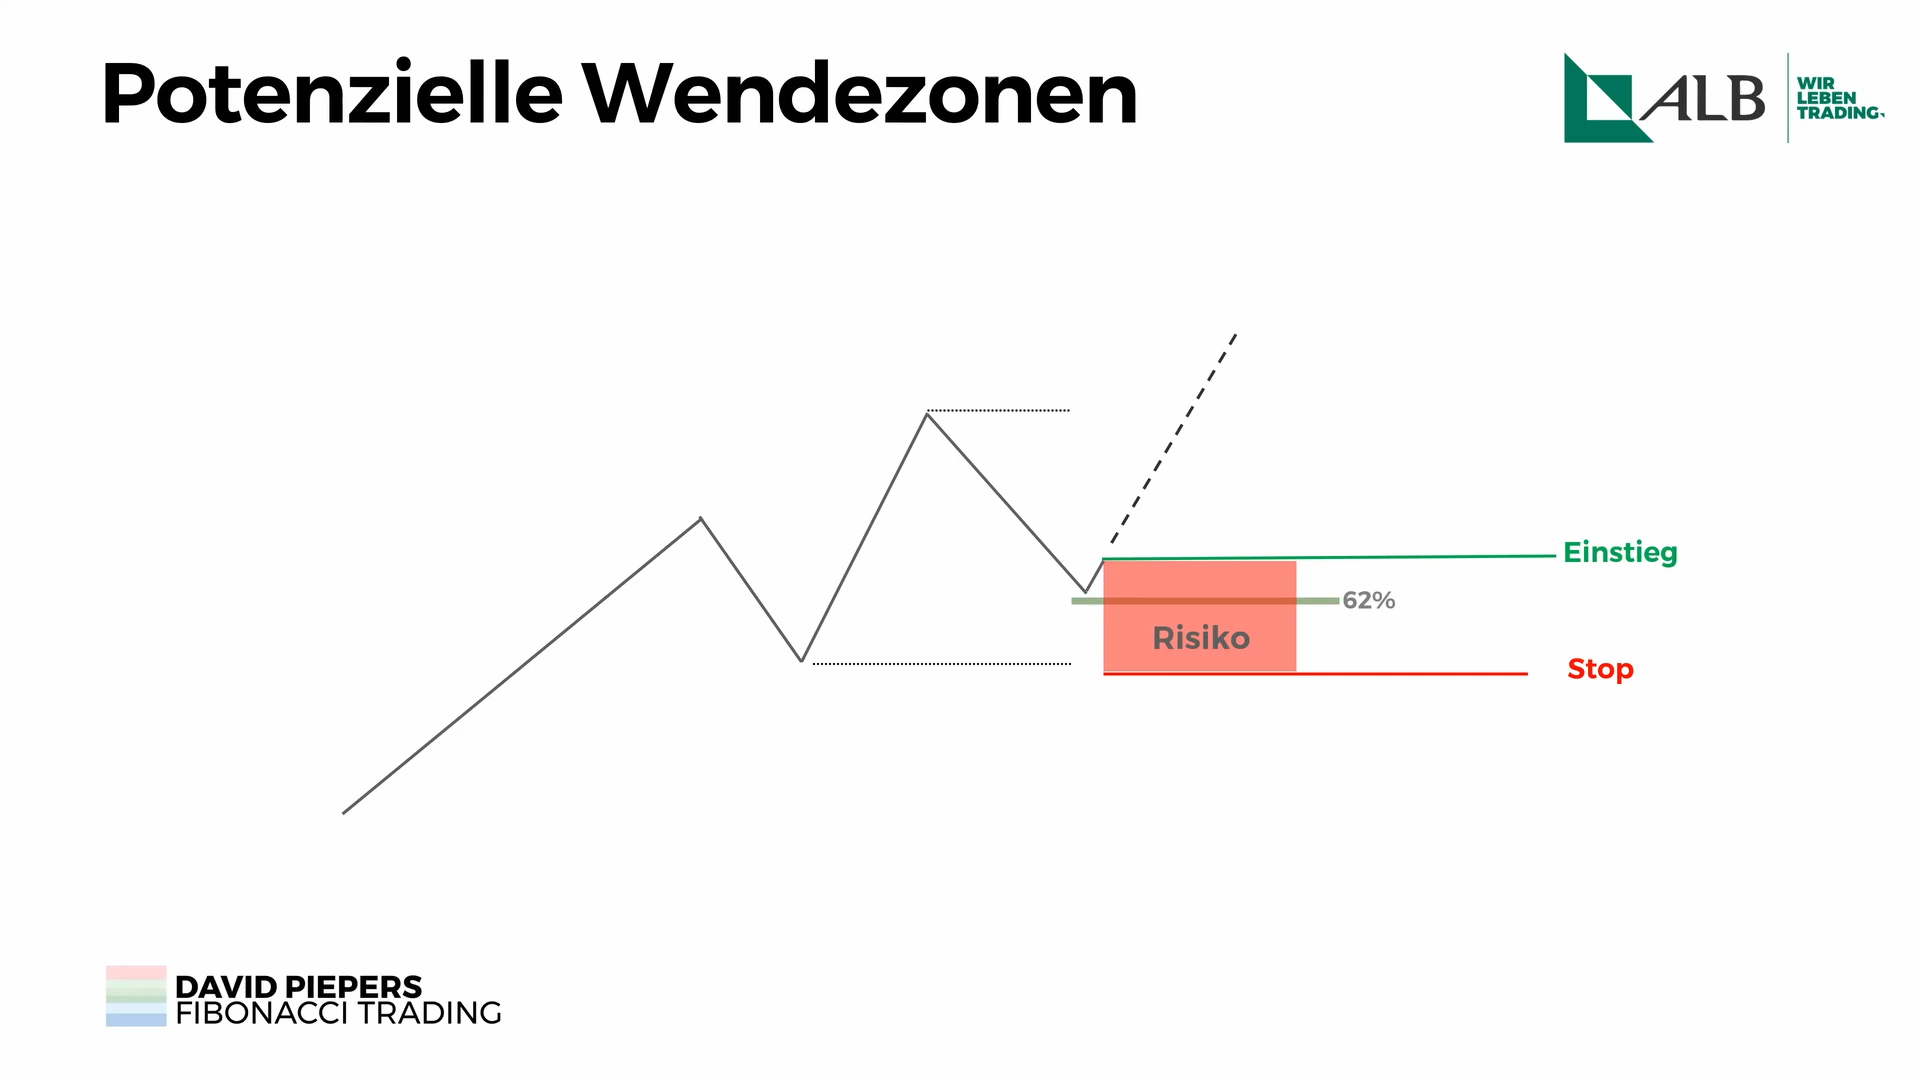 Potenzielle Wendezonen
ALB
WIR
LEBEN
TRADING
Einstieg
62%
Risiko
Stop
DAVID PIEPERS
FIBONACCI TRADING